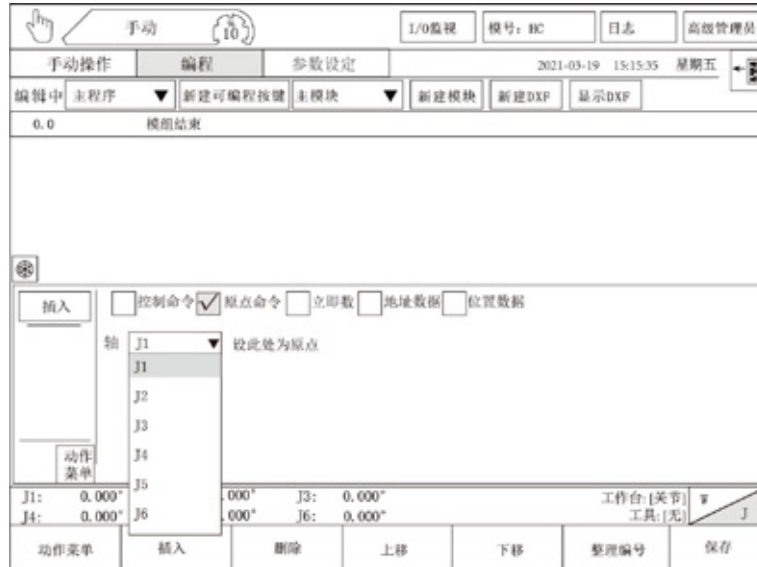 手动 10 I/O监视 模号: HC 日志 高级管理员
手动操作 编程 参数设定 2021-03-19 15:15:35 星期五
编辑中 主程序 新建可编程按键 主模块 新建模块 新建DXF 显示DXF
0.0 模组结束
插入 控制命令 原点命令 立即数 地址数据 位置数据
轴 J1 设此处为原点
J1
J2
J3
J4
J5
J6
动作
菜单
J1: 0.000° .000° J3: 0.000° 工作台:[关节] W
J4: 0.000° .000° J6: 0.000° 工具:[无] J
动作菜单 插入 删除 上移 下移 整理编号 保存